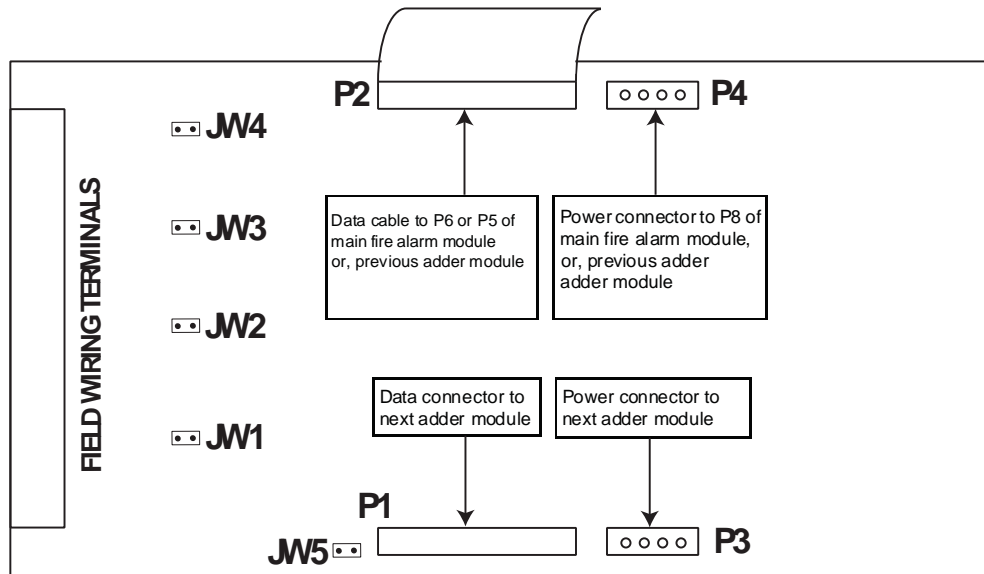 P2
P4
JW4
JW3
JW2
JW1
FIELD WIRING TERMINALS
Data cable to P6 or P5 of
main fire alarm module
or, previous adder module
Power connector to P8 of
main fire alarm module,
or, previous adder
adder module
Data connector to
next adder module
Power connector to
next adder module
P1
P3
JW5